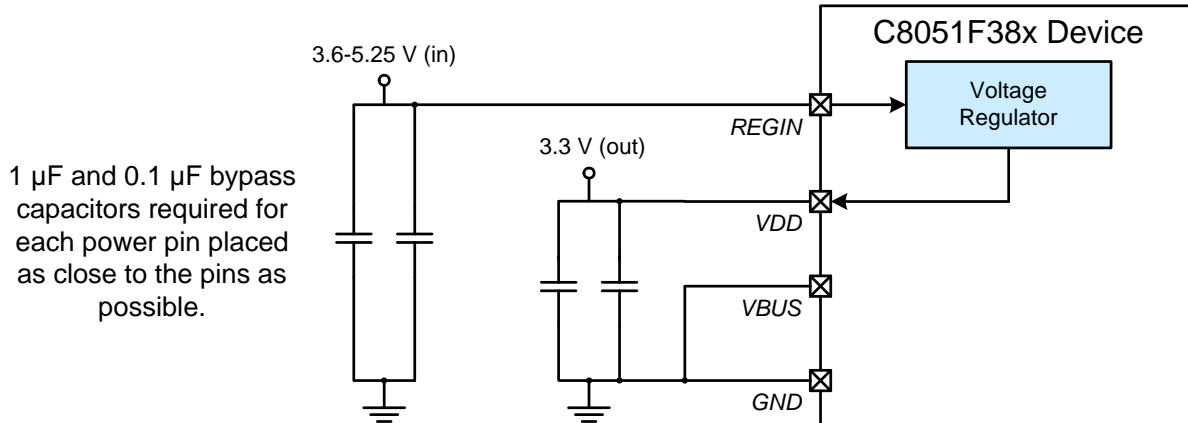 C8051F38x Device
3.6-5.25 V (in)
Voltage
Regulator
REGIN
3.3 V (out)
1 µF and 0.1 µF bypass
capacitors required for
each power pin placed
as close to the pins as
possible.
VDD
VBUS
GND